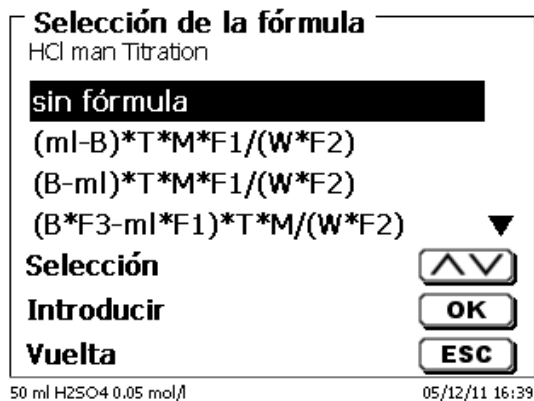 Selección de la fórmula
HCl man Titration
sin fórmula
(ml-B)*T*M*F1/(W*F2)
(B-ml)*T*M*F1/(W*F2)
(B*F3-ml*F1)*T*M/(W*F2)
Selección
Introducir OK
Vuelta ESC
50 ml H2SO4 0.05 mol/l 05/12/11 16:39